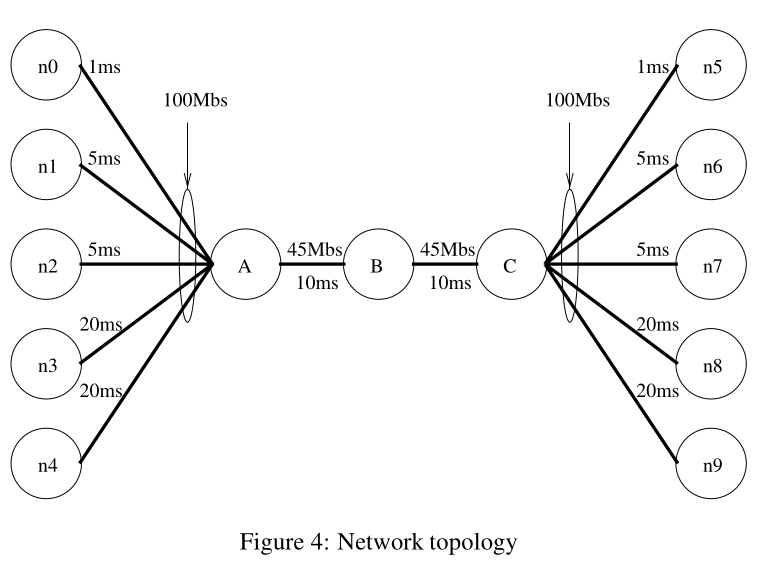 n0 1ms 1ms n5
100Mbs 100Mbs
n1 5ms 5ms n6
45Mbs 45Mbs
n2 5ms A B C 5ms n7
10ms 10ms
20ms 20ms
n3 n8
20ms 20ms
n4 n9
Figure 4: Network topology